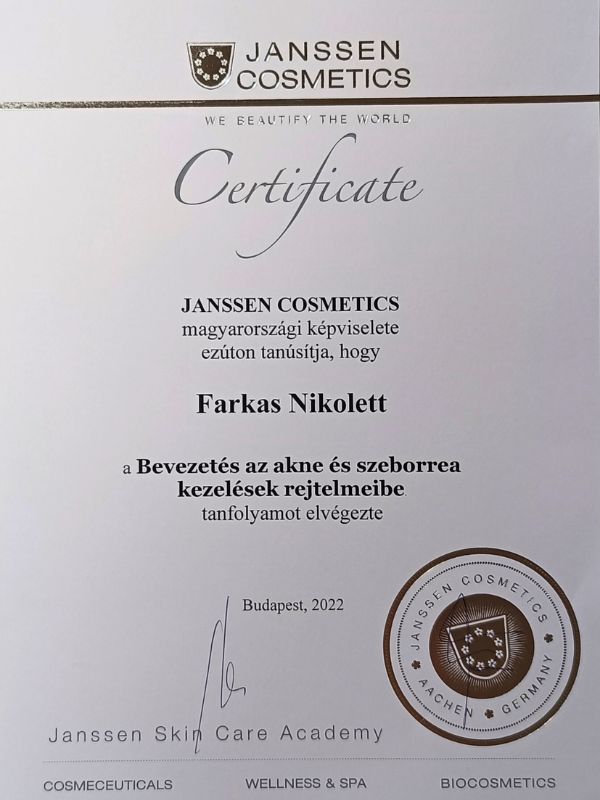 JANSSEN
COSMETICS
WE BEAUTIFY THE WORLD
Certificate
JANSSEN COSMETICS
magyarországi képviselete
ezúton tanúsítja, hogy
Farkas Nikolett
a Bevezetés az akne és szeborrea
kezelések rejtelmeibe
tanfolyamot elvégezte
Budapest, 2022
JANSSEN COSMETICS
AACHEN GERMANY
Janssen Skin Care Academy
COSMECEUTICALS WELLNESS & SPA BIOCOSMETICS